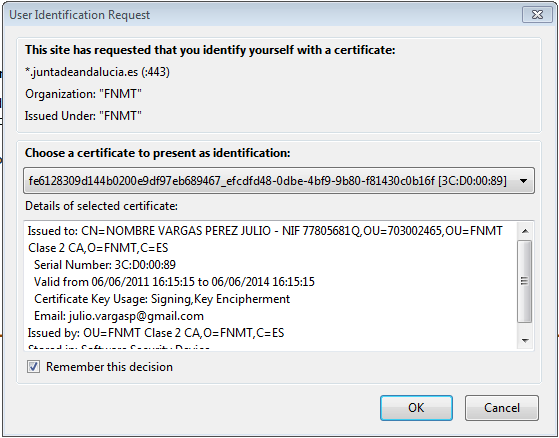 User Identification Request
This site has requested that you identify yourself with a certificate:
*.juntadeandalucia.es (:443)
Organization: "FNMT"
Issued Under: "FNMT"
Choose a certificate to present as identification:
fe6128309d144b0200e9df97eb689467_efcdfd48-0dbe-4bf9-9b80-f81430c0b16f [3C:D0:00:89]
Details of selected certificate:
Issued to: CN=NOMBRE VARGAS PEREZ JULIO - NIF 77805681Q,OU=703002465,OU=FNMT
Clase 2 CA,O=FNMT,C=ES
Serial Number: 3C:D0:00:89
Valid from 06/06/2011 16:15:15 to 06/06/2014 16:15:15
Certificate Key Usage: Signing,Key Encipherment
Email: julio.vargasp@gmail.com
Issued by: OU=FNMT Clase 2 CA,O=FNMT,C=ES
Stored in: Software Security Device
Remember this decision
OK
Cancel